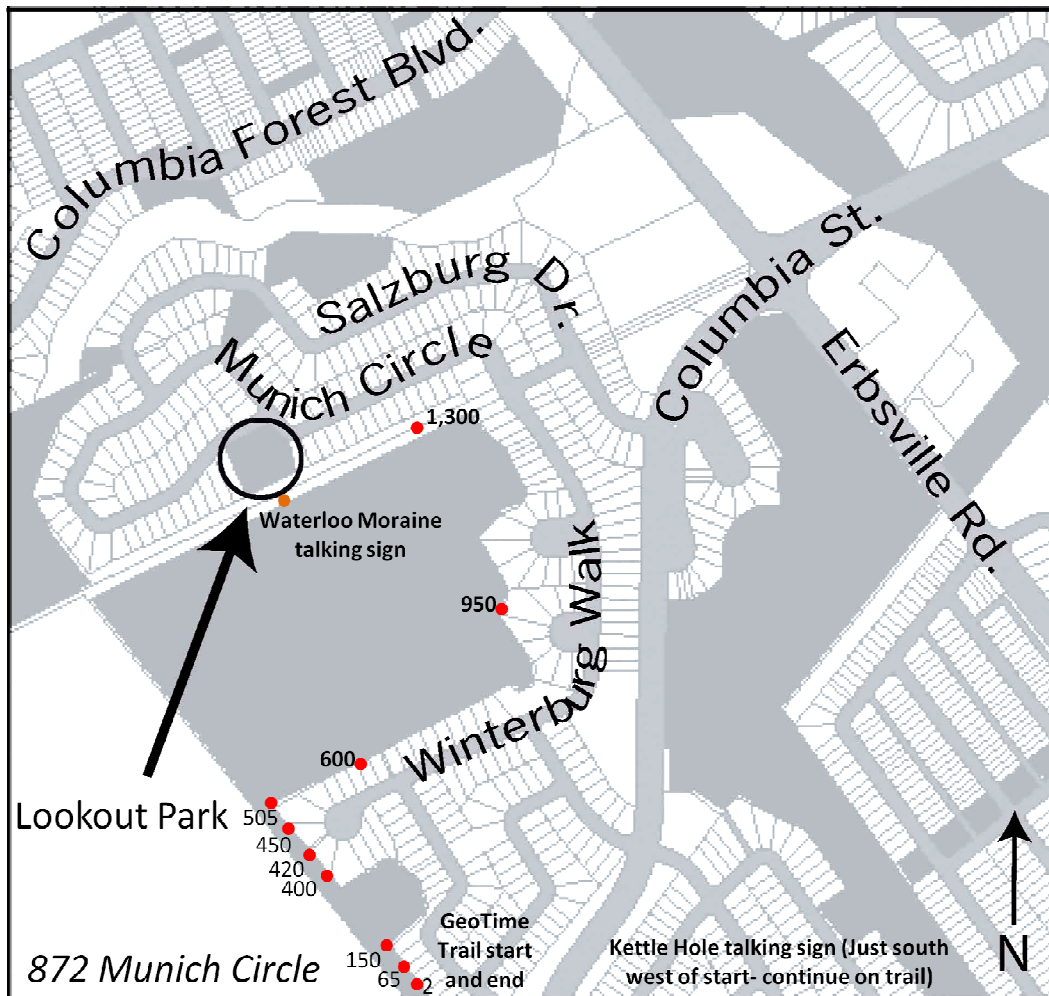 Columbia Forest Blvd.
Salzburg Dr.
Columbia St.
Munich Circle
Erbsville Rd.
1,300
Waterloo Moraine
talking sign
950
Winterburg Walk
600
Lookout Park
505
450
420
400
GeoTime
Trail start
and end
150
65
2
872 Munich Circle
Kettle Hole talking sign (Just south
west of start- continue on trail)
N